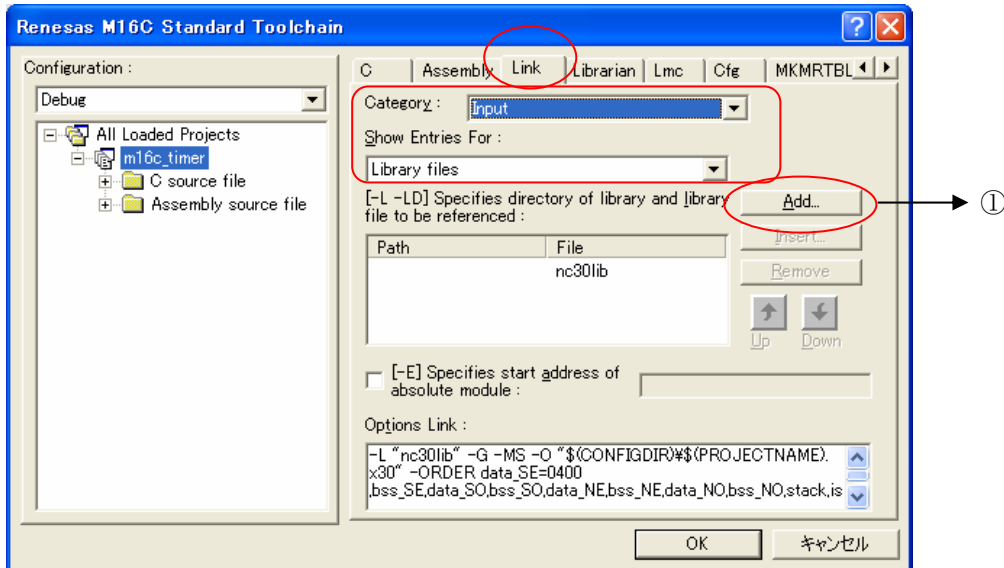 Renesas M16C Standard Toolchain
Configuration :
Debug
All Loaded Projects
m16c_timer
C source file
Assembly source file
C Assembly Link Librarian Lmc Cfg MKMRTBL
Category : Input
Show Entries For :
Library files
[-L -LD] Specifies directory of library and library
file to be referenced :
Add...
①
Insert...
Path File
nc30lib
Remove
Up Down
[-E] Specifies start address of
absolute module :
Options Link :
-L "nc30lib" -G -MS -O "$(CONFIGDIR)¥$(PROJECTNAME).
x30" -ORDER data_SE=0400
,bss_SE,data_SO,bss_SO,data_NE,bss_NE,data_NO,bss_NO,stack,is
OK キャンセル